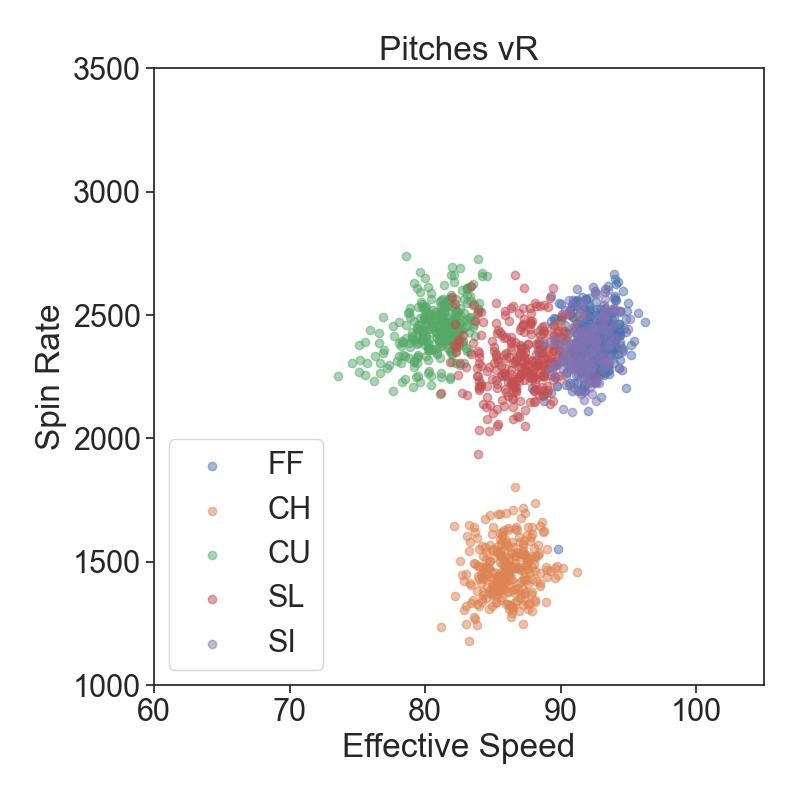 Pitches vR
3500
3000
2500
2000
1500
1000
Spin Rate
FF
CH
CU
SL
SI
60 70 80 90 100
Effective Speed